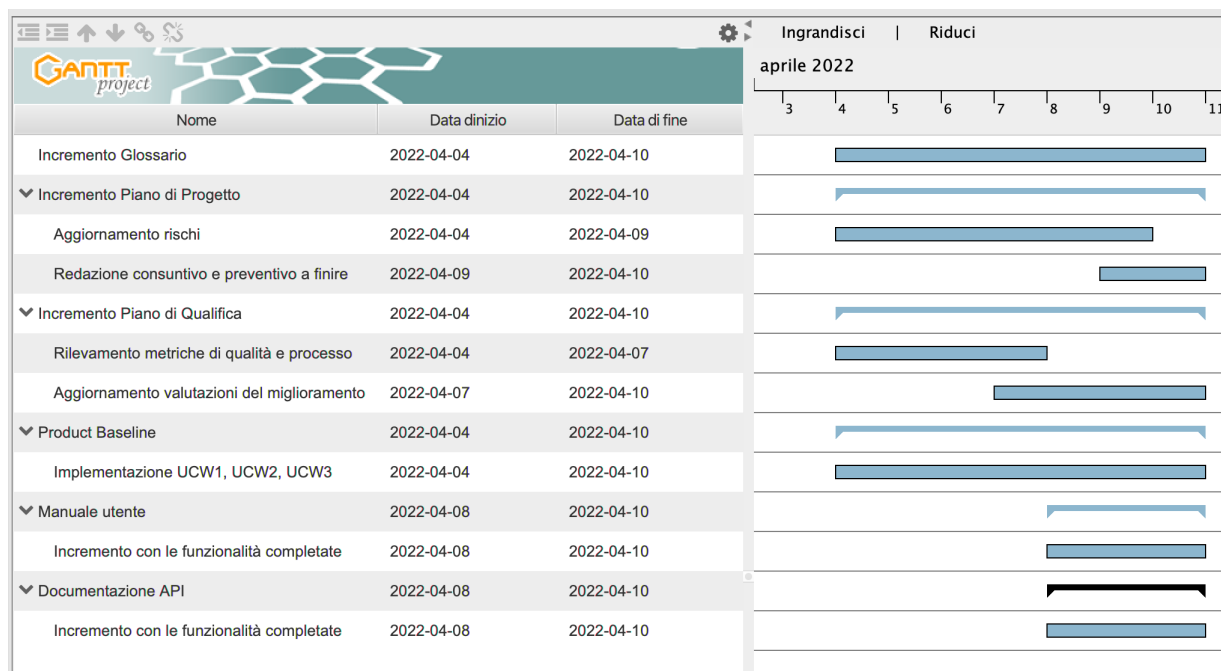 Ingrandisci | Riduci
GANTT
project
aprile 2022
3 4 5 6 7 8 9 10 11
Nome Data dinizio Data di fine
Incremento Glossario 2022-04-04 2022-04-10
Incremento Piano di Progetto 2022-04-04 2022-04-10
Aggiornamento rischi 2022-04-04 2022-04-09
Redazione consuntivo e preventivo a finire 2022-04-09 2022-04-10
Incremento Piano di Qualifica 2022-04-04 2022-04-10
Rilevamento metriche di qualità e processo 2022-04-04 2022-04-07
Aggiornamento valutazioni del miglioramento 2022-04-07 2022-04-10
Product Baseline 2022-04-04 2022-04-10
Implementazione UCW1, UCW2, UCW3 2022-04-04 2022-04-10
Manuale utente 2022-04-08 2022-04-10
Incremento con le funzionalità completate 2022-04-08 2022-04-10
Documentazione API 2022-04-08 2022-04-10
Incremento con le funzionalità completate 2022-04-08 2022-04-10